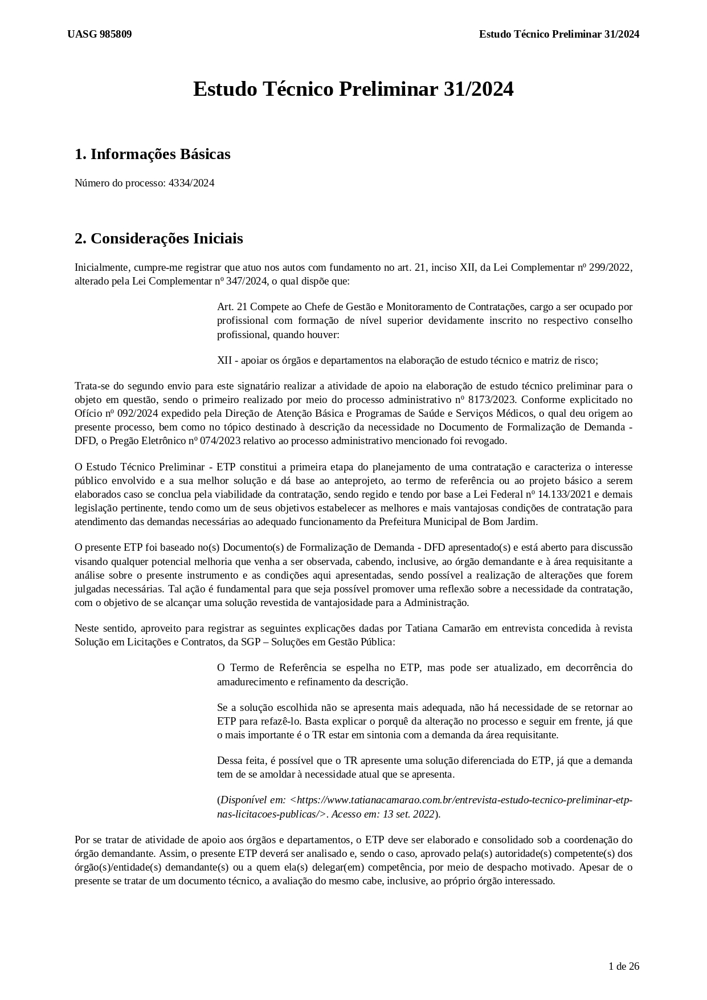 UASG 985809
Estudo Técnico Preliminar 31/2024
Estudo Técnico Preliminar 31/2024
1. Informações Básicas
Número do processo: 4334/2024
2. Considerações Iniciais
Inicialmente, cumpre-me registrar que atuo nos autos com fundamento no art. 21, inciso XII, da Lei Complementar nº 299/2022,
alterado pela Lei Complementar nº 347/2024, o qual dispõe que:
Art. 21 Compete ao Chefe de Gestão e Monitoramento de Contratações, cargo a ser ocupado por
profissional com formação de nível superior devidamente inscrito no respectivo conselho
profissional, quando houver:
XII - apoiar os órgãos e departamentos na elaboração de estudo técnico e matriz de risco;
Trata-se do segundo envio para este signatário realizar a atividade de apoio na elaboração de estudo técnico preliminar para o
objeto em questão, sendo o primeiro realizado por meio do processo administrativo nº 8173/2023. Conforme explicitado no
Ofício nº 092/2024 expedido pela Direção de Atenção Básica e Programas de Saúde e Serviços Médicos, o qual deu origem ao
presente processo, bem como no tópico destinado à descrição da necessidade no Documento de Formalização de Demanda -
DFD, o Pregão Eletrônico nº 074/2023 relativo ao processo administrativo mencionado foi revogado.
O Estudo Técnico Preliminar - ETP constitui a primeira etapa do planejamento de uma contratação e caracteriza o interesse
público envolvido e a sua melhor solução e dá base ao anteprojeto, ao termo de referência ou ao projeto básico a serem
elaborados caso se conclua pela viabilidade da contratação, sendo regido e tendo por base a Lei Federal nº 14.133/2021 e demais
legislação pertinente, tendo como um de seus objetivos estabelecer as melhores e mais vantajosas condições de contratação para
atendimento das demandas necessárias ao adequado funcionamento da Prefeitura Municipal de Bom Jardim.
O presente ETP foi baseado no(s) Documento(s) de Formalização de Demanda - DFD apresentado(s) e está aberto para discussão
visando qualquer potencial melhoria que venha a ser observada, cabendo, inclusive, ao órgão demandante e à área requisitante a
análise sobre o presente instrumento e as condições aqui apresentadas, sendo possível a realização de alterações que forem
julgadas necessárias. Tal ação é fundamental para que seja possível promover uma reflexão sobre a necessidade da contratação,
com o objetivo de se alcançar uma solução revestida de vantajosidade para a Administração.
Neste sentido, aproveito para registrar as seguintes explicações dadas por Tatiana Camarão em entrevista concedida à revista
Solução em Licitações e Contratos, da SGP – Soluções em Gestão Pública:
O Termo de Referência se espelha no ETP, mas pode ser atualizado, em decorrência do
amadurecimento e refinamento da descrição.
Se a solução escolhida não se apresenta mais adequada, não há necessidade de se retornar ao
ETP para refazê-lo. Basta explicar o porquê da alteração no processo e seguir em frente, já que
o mais importante é o TR estar em sintonia com a demanda da área requisitante.
Dessa feita, é possível que o TR apresente uma solução diferenciada do ETP, já que a demanda
tem de se amoldar à necessidade atual que se apresenta.
(Disponível em: <https://www.tatianacamarao.com.br/entrevista-estudo-tecnico-preliminar-etp-
nas-licitacoes-publicas/>. Acesso em: 13 set. 2022).
Por se tratar de atividade de apoio aos órgãos e departamentos, o ETP deve ser elaborado e consolidado sob a coordenação do
órgão demandante. Assim, o presente ETP deverá ser analisado e, sendo o caso, aprovado pela(s) autoridade(s) competente(s) dos
órgão(s)/entidade(s) demandante(s) ou a quem ela(s) delegar(em) competência, por meio de despacho motivado. Apesar de o
presente se tratar de um documento técnico, a avaliação do mesmo cabe, inclusive, ao próprio órgão interessado.
1 de 26